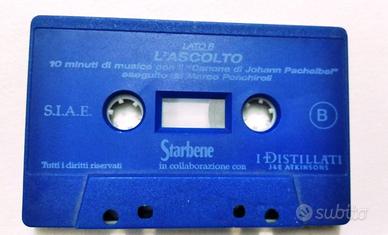 LATO B
L'ASCOLTO
10 minuti di musica con il "Canone di Johann Pachelbel"
eseguito da Marco Ponchiroli
S.I.A.E.
B
Tutti i diritti riservati
Starbene
in collaborazione con
I DISTILLATI
J&E ATKINSONS
subito